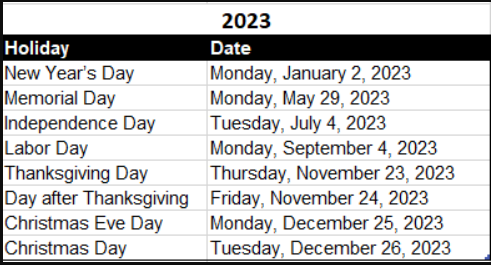 2023
Holiday Date
New Year's Day Monday, January 2, 2023
Memorial Day Monday, May 29, 2023
Independence Day Tuesday, July 4, 2023
Labor Day Monday, September 4, 2023
Thanksgiving Day Thursday, November 23, 2023
Day after Thanksgiving Friday, November 24, 2023
Christmas Eve Day Monday, December 25, 2023
Christmas Day Tuesday, December 26, 2023